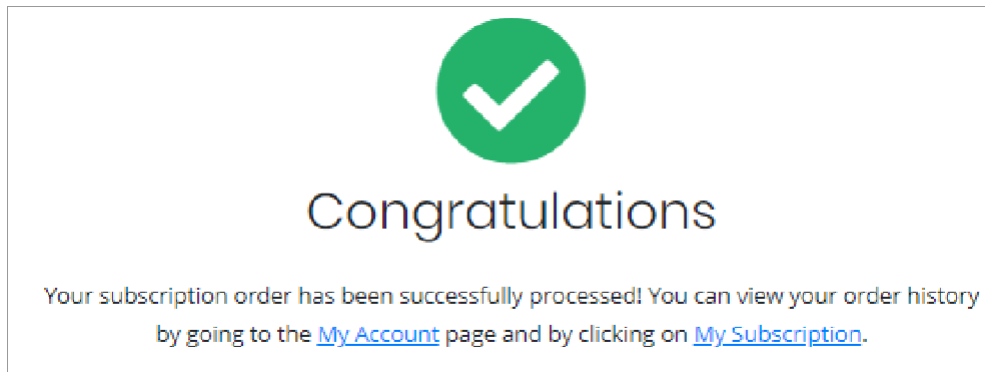 Congratulations
Your subscription order has been successfully processed! You can view your order history
by going to the My Account page and by clicking on My Subscription.